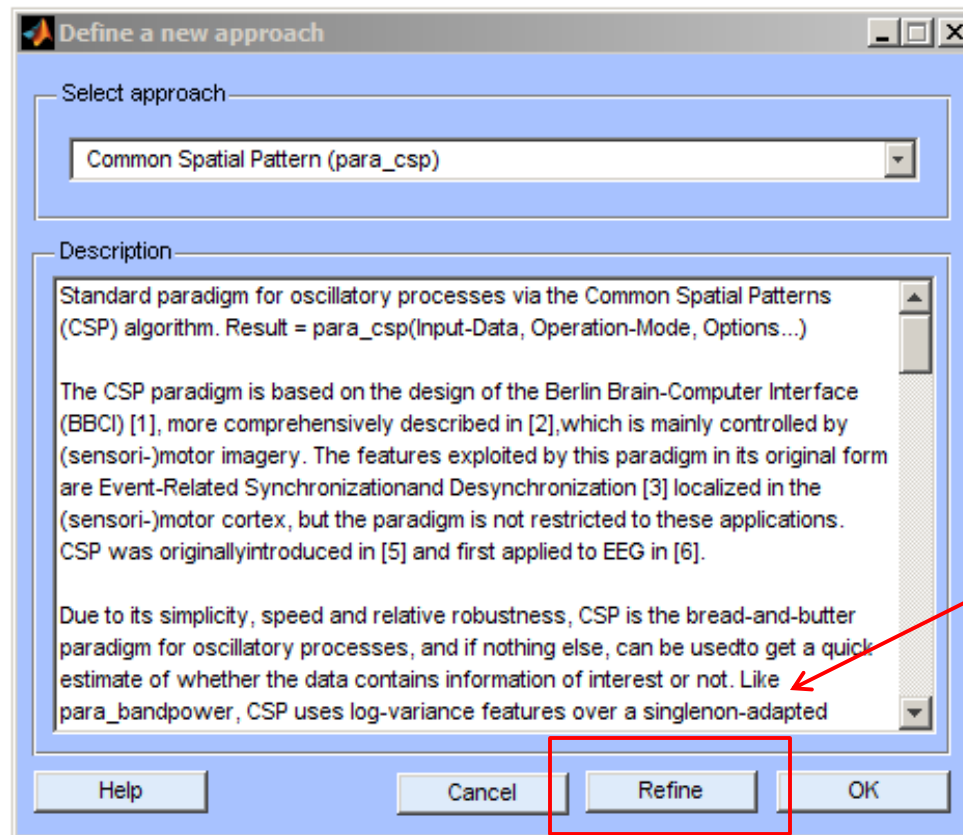 Define a new approach
Select approach
Common Spatial Pattern (para_csp)
Description
Standard paradigm for oscillatory processes via the Common Spatial Patterns
(CSP) algorithm. Result = para_csp(Input-Data, Operation-Mode, Options...)
The CSP paradigm is based on the design of the Berlin Brain-Computer Interface
(BBCI) [1], more comprehensively described in [2],which is mainly controlled by
(sensori-)motor imagery. The features exploited by this paradigm in its original form
are Event-Related Synchronizationand Desynchronization [3] localized in the
(sensori-)motor cortex, but the paradigm is not restricted to these applications.
CSP was originallyintroduced in [5] and first applied to EEG in [6].
Due to its simplicity, speed and relative robustness, CSP is the bread-and-butter
paradigm for oscillatory processes, and if nothing else, can be usedto get a quick
estimate of whether the data contains information of interest or not. Like
para_bandpower, CSP uses log-variance features over a singlenon-adapted
Help Cancel Refine OK